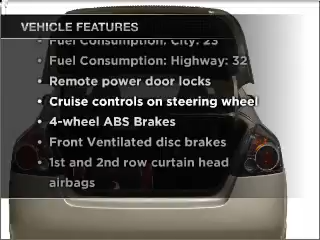 VEHICLE FEATURES
• Fuel Consumption: City: 23
• Fuel Consumption: Highway: 32
• Remote power door locks
• Cruise controls on steering wheel
• 4-wheel ABS Brakes
• Front Ventilated disc brakes
• 1st and 2nd row curtain head
airbags